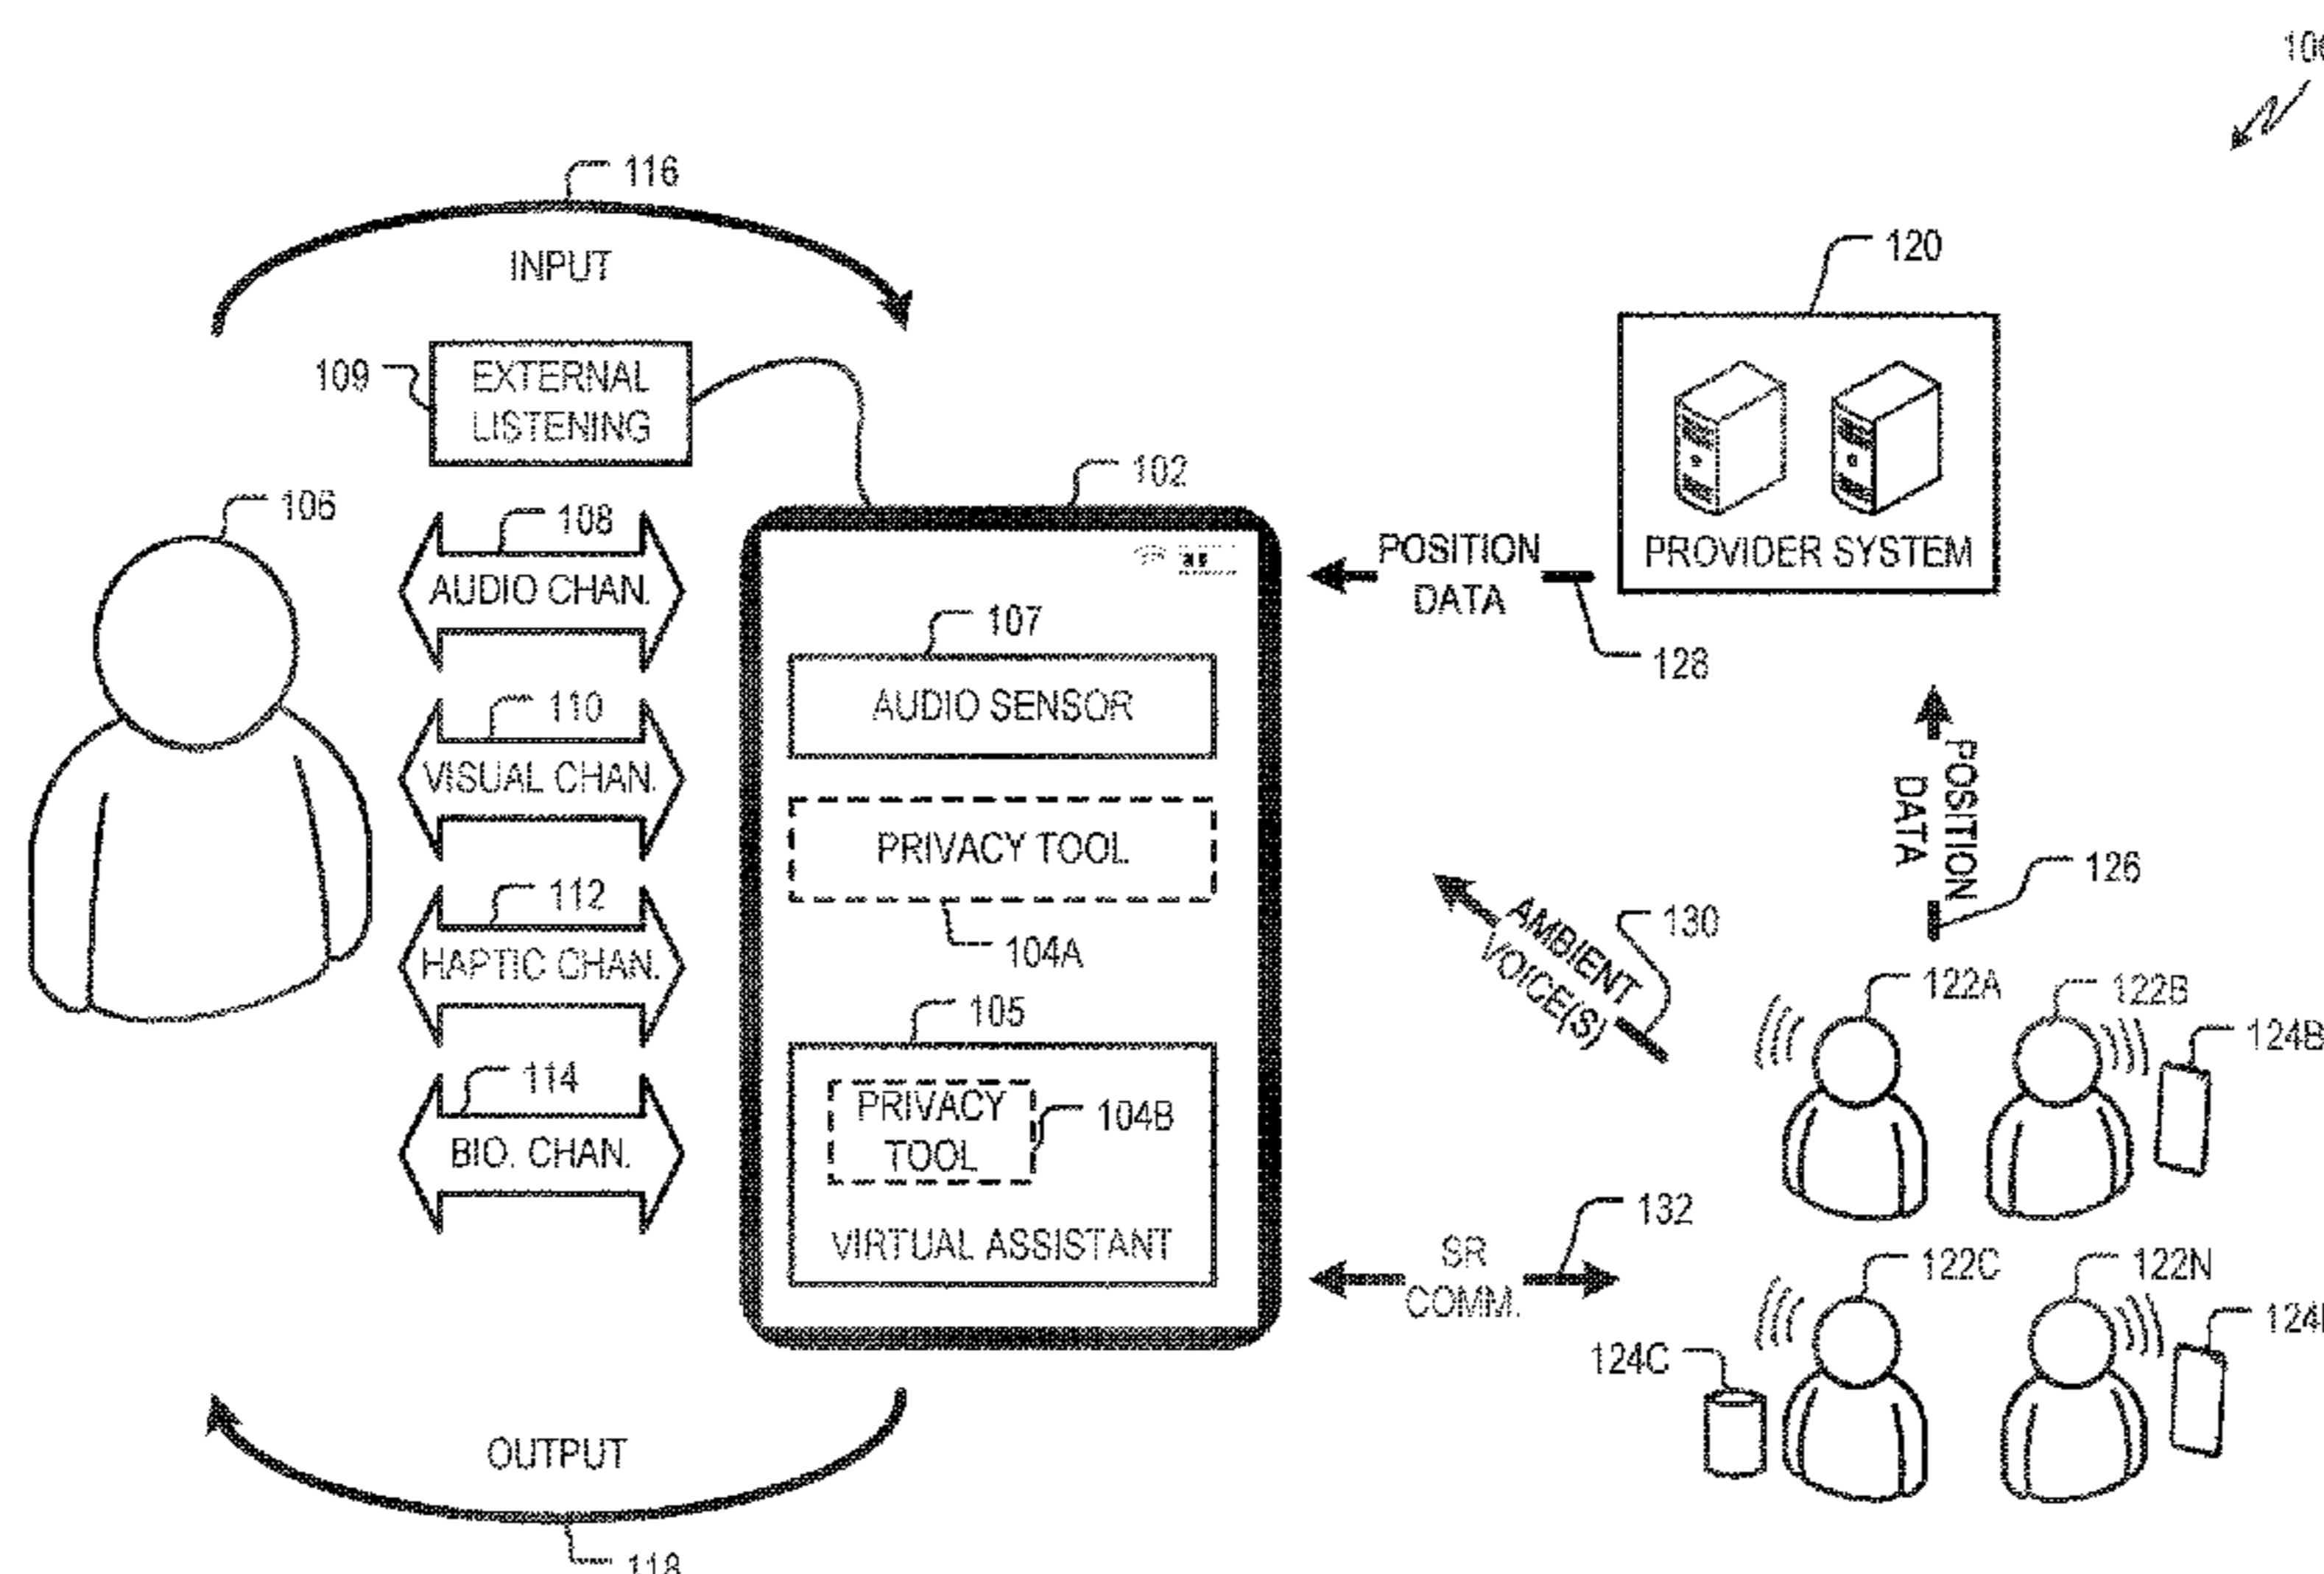 116
INPUT
109
EXTERNAL
LISTENING
102
106
108
AUDIO CHAN.
110
VISUAL CHAN.
112
HAPTIC CHAN.
114
BIO. CHAN.
107
AUDIO SENSOR
PRIVACY TOOL
104A
105
PRIVACY
TOOL
104B
VIRTUAL ASSISTANT
OUTPUT
118
120
PROVIDER SYSTEM
POSITION
DATA
128
POSITION
DATA
126
AMBIENT
VOICE(S)
130
122A
122B
124B
SR
COMM.
132
122C
122N
124C